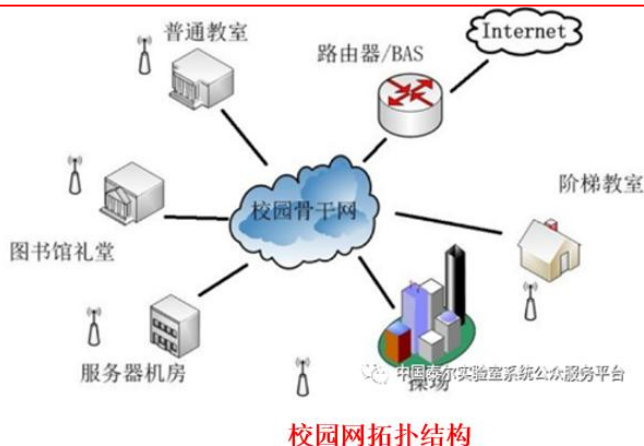 普通教室
路由器/BAS
Internet
阶梯教室
校园骨干网
图书馆礼堂
服务器机房
中国泰尔实验室系统公众服务平台
操场
校园网拓扑结构